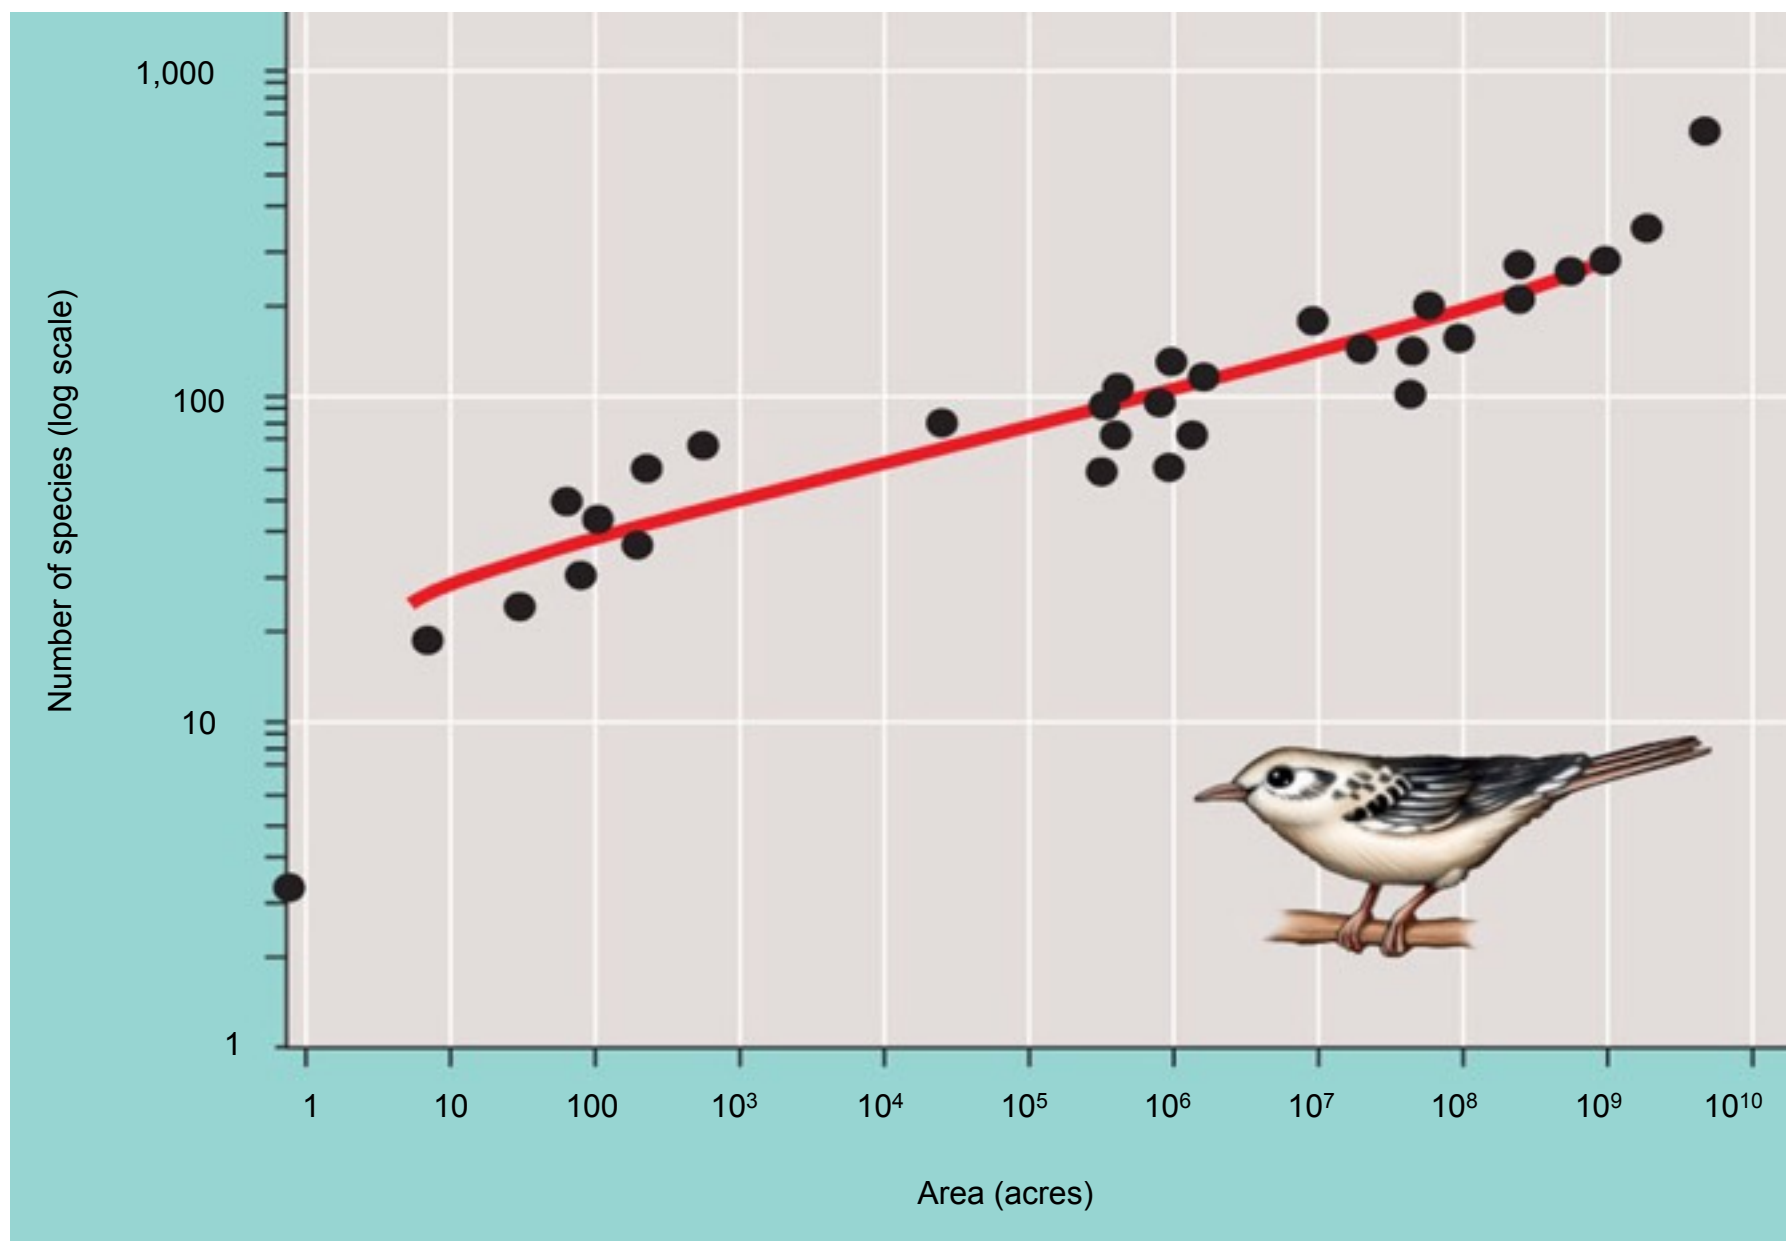 1,000
100
10
1
Number of species (log scale)
1 10 100 10³ 10⁴ 10⁵ 10⁶ 10⁷ 10⁸ 10⁹ 10¹⁰
Area (acres)